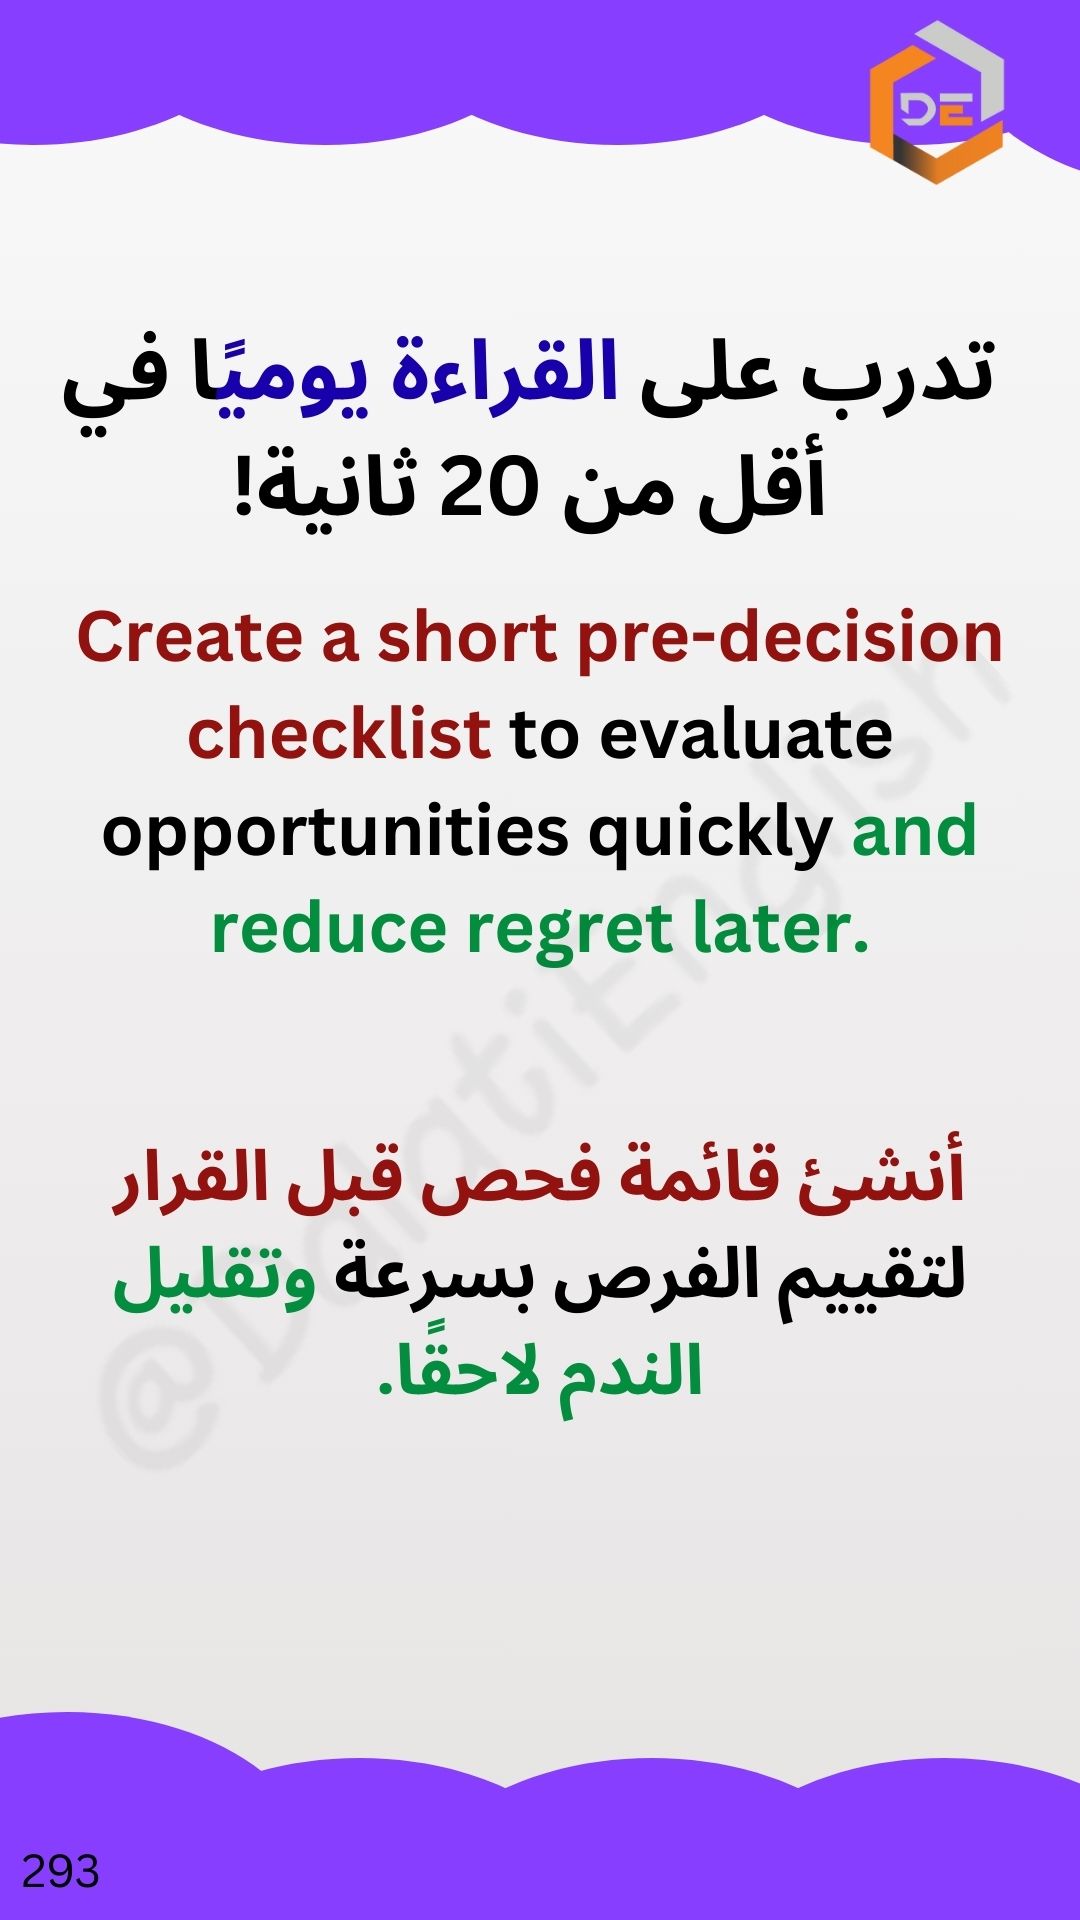 DE
تدرب على القراءة يوميًا في
أقل من 20 ثانية!
Create a short pre-decision
checklist to evaluate
opportunities quickly and
reduce regret later.
أنشئ قائمة فحص قبل القرار
لتقييم الفرص بسرعة وتقليل
الندم لاحقًا.
@DalatiEnglish
293